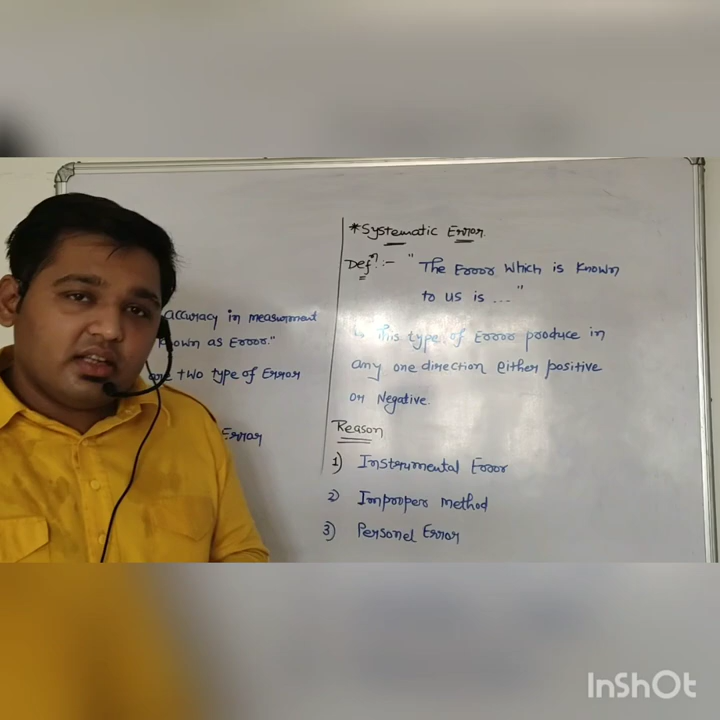 accuracy in measurment
known as Error."
are two type of Error
Error
*Systematic Error.
Defⁿ:- "The Error which is known
to us is ..."
↳ This type of Error produce in
any one direction either positive
or Negative.
Reason
1) Instrumental Error
2) Improper method
3) Personel Error
InShOt